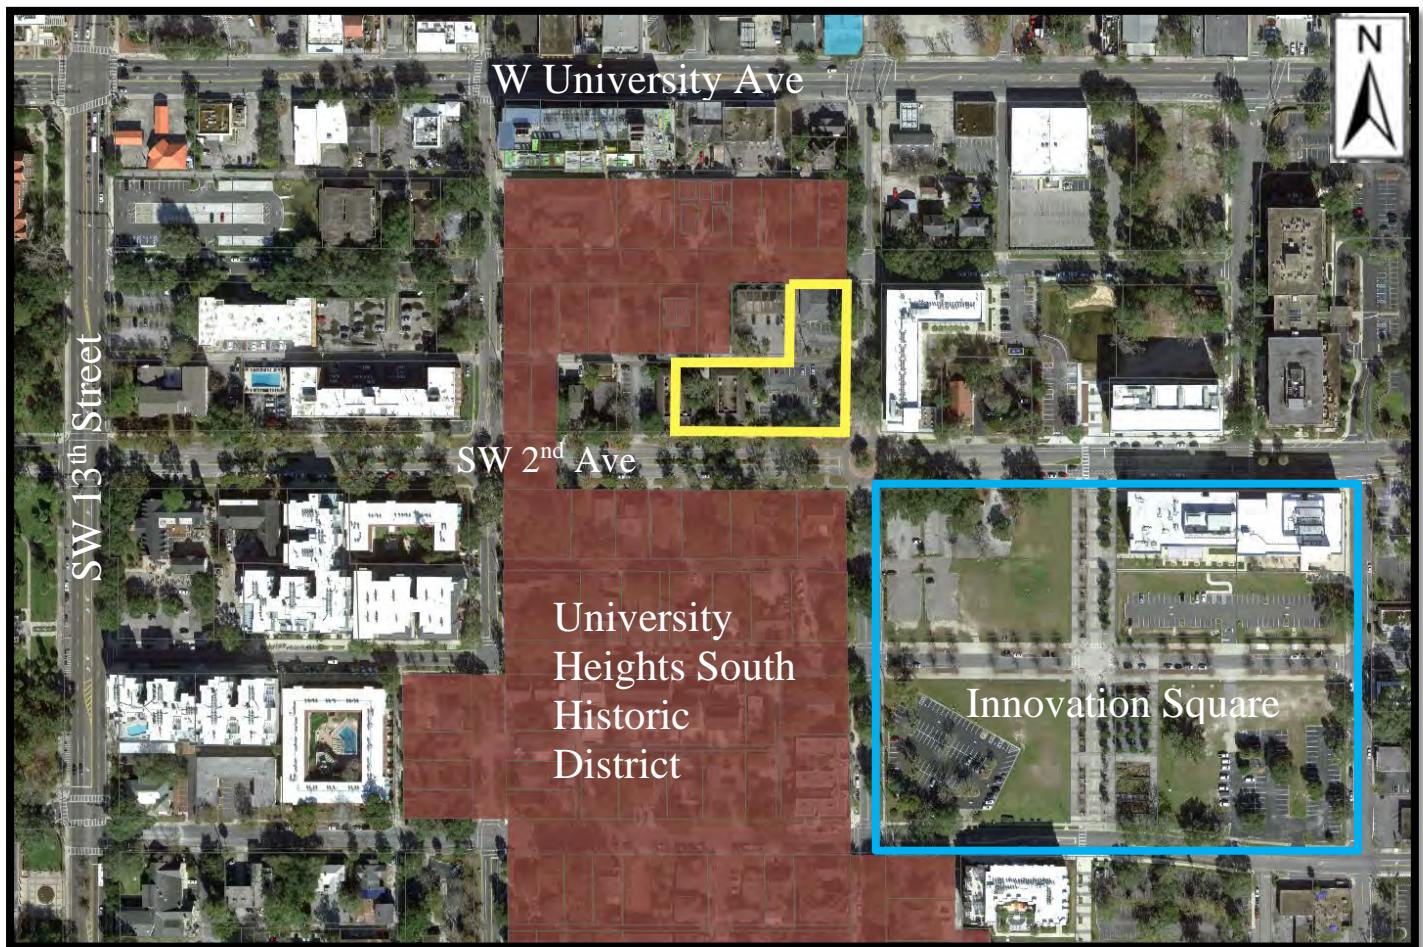 N
W University Ave
SW 13th Street
SW 2nd Ave
University
Heights South
Historic
District
Innovation Square